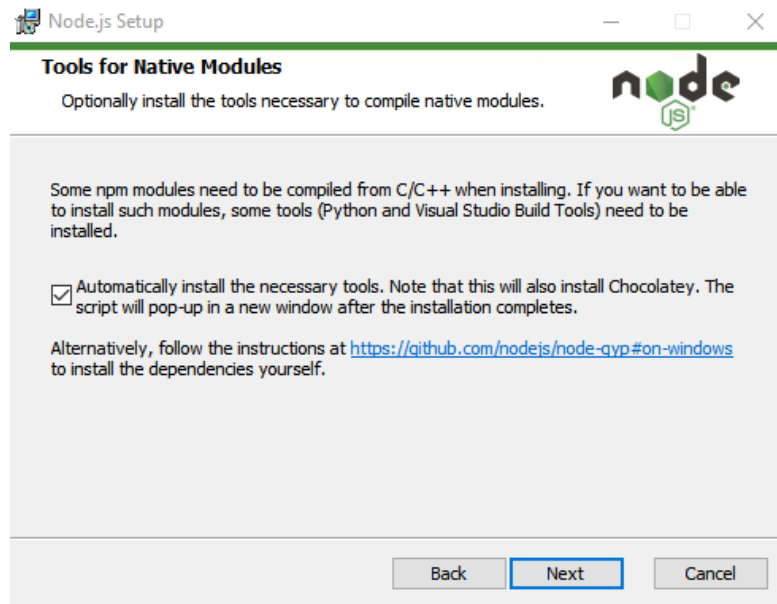 Node.js Setup
Tools for Native Modules
Optionally install the tools necessary to compile native modules.
node
JS
Some npm modules need to be compiled from C/C++ when installing. If you want to be able
to install such modules, some tools (Python and Visual Studio Build Tools) need to be
installed.
Automatically install the necessary tools. Note that this will also install Chocolatey. The
script will pop-up in a new window after the installation completes.
Alternatively, follow the instructions at https://github.com/nodejs/node-gyp#on-windows
to install the dependencies yourself.
Back Next Cancel